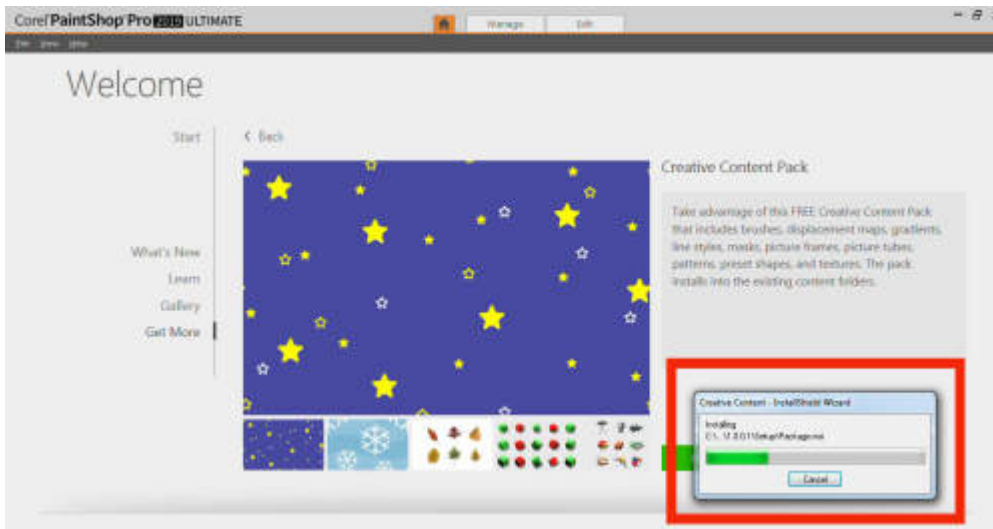 Corel PaintShop Pro 2019 ULTIMATE
Manage
Edit
Welcome
Start
Back
What's New
Learn
Gallery
Get More
Creative Content Pack
Take advantage of this FREE Creative Content Pack
that includes brushes, displacement maps, gradients,
line styles, masks, picture frames, picture tubes,
patterns, preset shapes, and textures. The pack
installs into the existing content folders.
Creative Content - InstallShield Wizard
Installing
Cancel